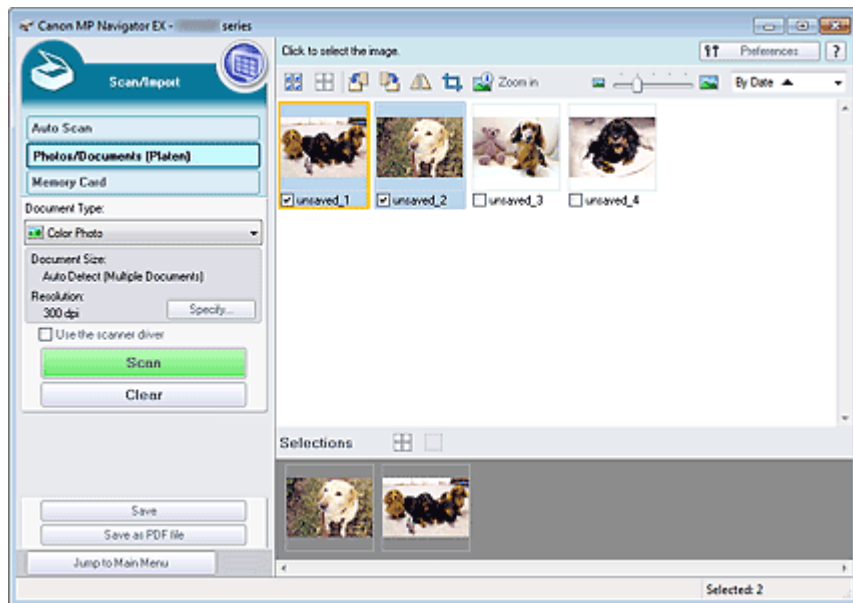 Canon MP Navigator EX - series
Scan/Import
Click to select the image.
Preferences
?
Zoom in
By Date
Auto Scan
Photos/Documents (Platen)
Memory Card
Document Type:
Color Photo
Document Size:
Auto Detect (Multiple Documents)
Resolution:
300 dpi
Specify...
Use the scanner driver
Scan
Clear
unsaved_1
unsaved_2
unsaved_3
unsaved_4
Selections
Save
Save as PDF file
Jump to Main Menu
Selected: 2